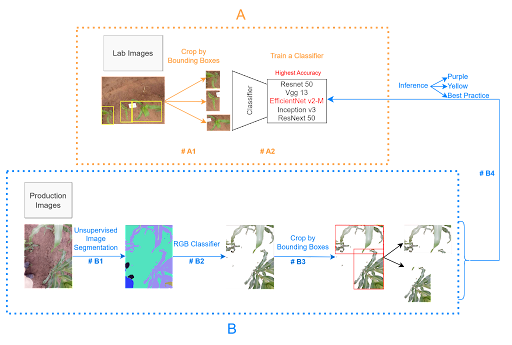 A
Lab Images
Crop by
Bounding Boxes
Train a Classifier
Highest Accuracy
Classifier
Resnet 50
Vgg 13
EfficientNet v2-M
Inception v3
ResNext 50
# A1
# A2
Inference
Purple
Yellow
Best Practice
# B4
Production
Images
Unsupervised
Image
Segmentation
# B1
RGB Classifier
# B2
Crop by
Bounding Boxes
# B3
B